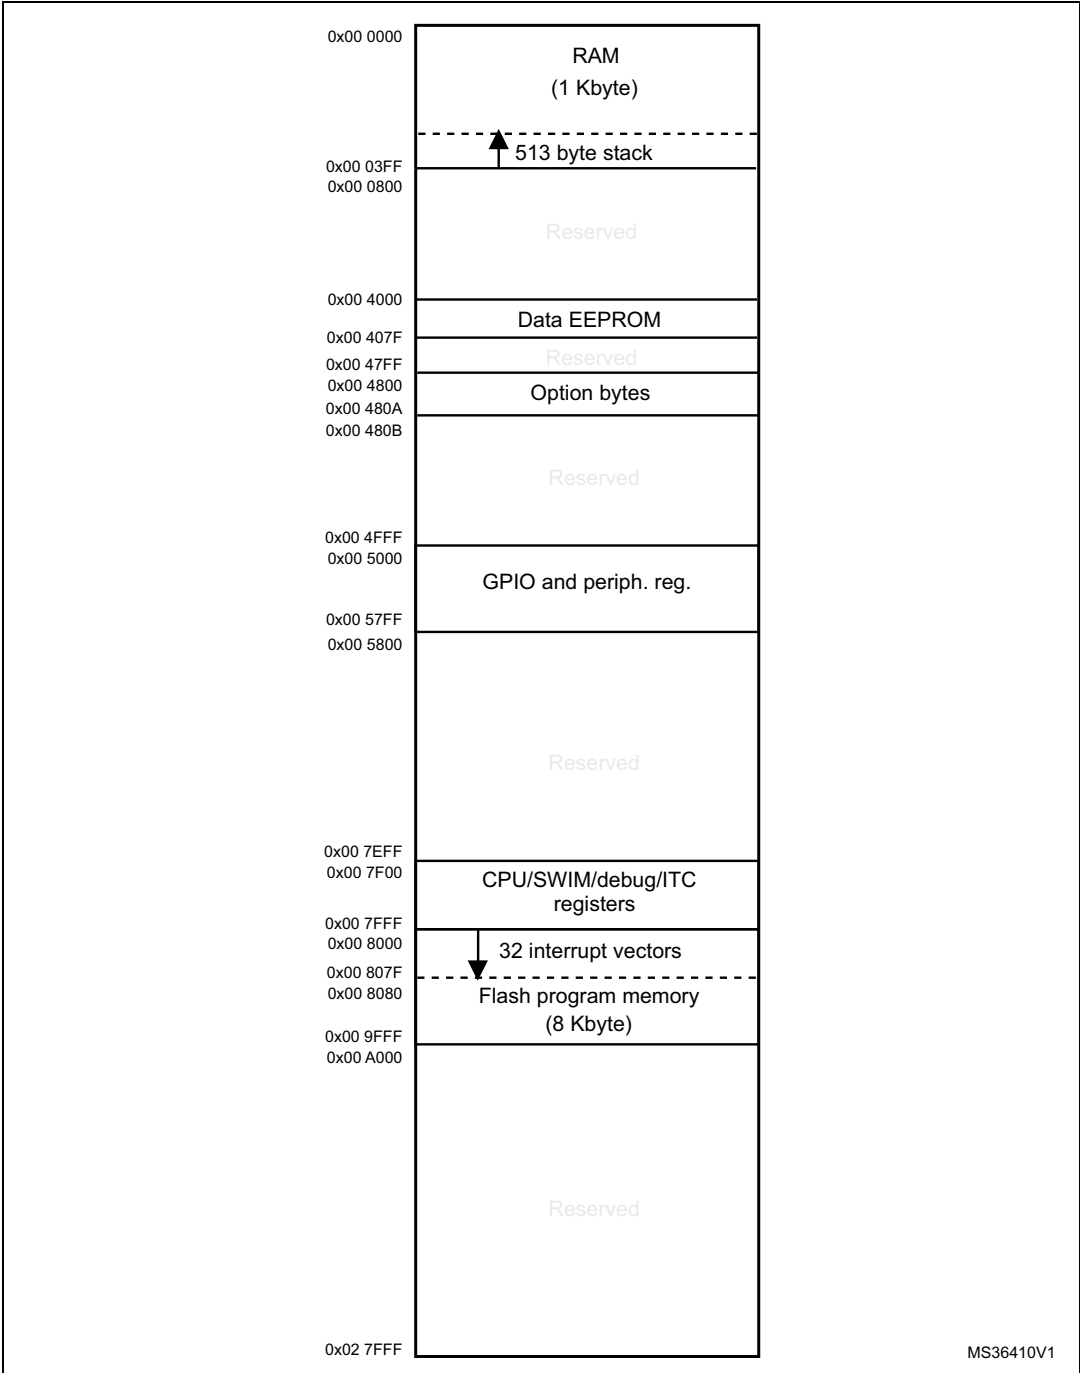 0x00 0000
RAM
(1 Kbyte)
513 byte stack
0x00 03FF
0x00 0800
Reserved
0x00 4000
Data EEPROM
0x00 407F
Reserved
0x00 47FF
0x00 4800
Option bytes
0x00 480A
0x00 480B
Reserved
0x00 4FFF
0x00 5000
GPIO and periph. reg.
0x00 57FF
0x00 5800
Reserved
0x00 7EFF
0x00 7F00
CPU/SWIM/debug/ITC
registers
0x00 7FFF
0x00 8000
32 interrupt vectors
0x00 807F
0x00 8080
Flash program memory
(8 Kbyte)
0x00 9FFF
0x00 A000
Reserved
0x02 7FFF
MS36410V1